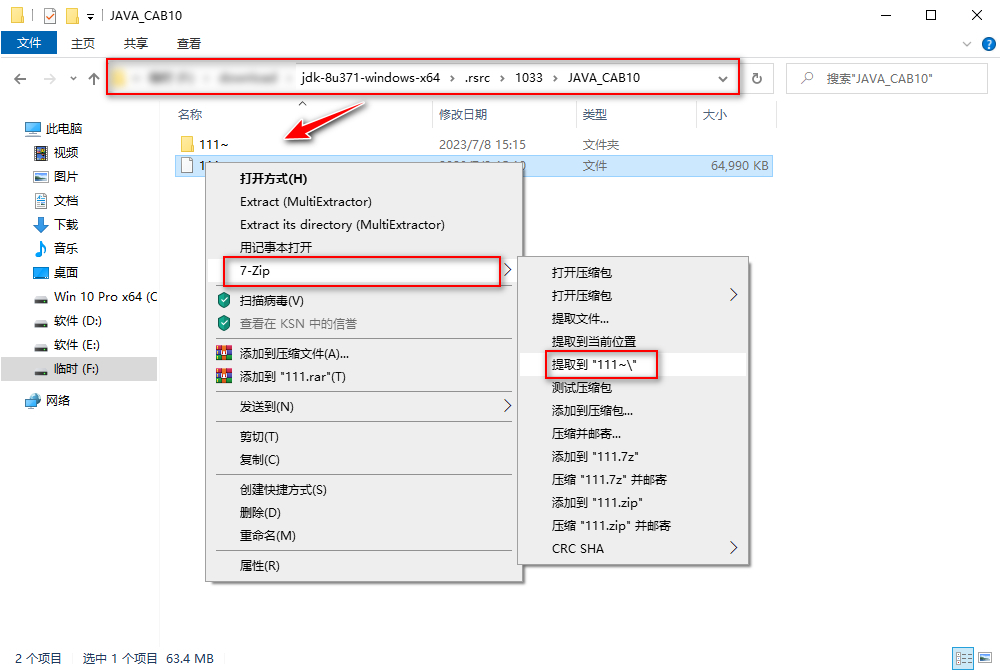 JAVA_CAB10
文件 主页 共享 查看
jdk-8u371-windows-x64 › .rsrc › 1033 › JAVA_CAB10
搜索"JAVA_CAB10"
名称 修改日期 类型 大小
111~ 2023/7/8 15:15 文件夹
文件 64,990 KB
此电脑
视频
图片
文档
下载
音乐
桌面
Win 10 Pro x64 (C
软件 (D:)
软件 (E:)
临时 (F:)
网络
打开方式(H)
Extract (MultiExtractor)
Extract its directory (MultiExtractor)
用记事本打开
7-Zip
扫描病毒(V)
查看在 KSN 中的信誉
添加到压缩文件(A)...
添加到 "111.rar"(T)
发送到(N)
剪切(T)
复制(C)
创建快捷方式(S)
删除(D)
重命名(M)
属性(R)
打开压缩包
打开压缩包
提取文件...
提取到当前位置
提取到 "111~\"
测试压缩包
添加到压缩包...
压缩并邮寄...
添加到 "111.7z"
压缩 "111.7z" 并邮寄
添加到 "111.zip"
压缩 "111.zip" 并邮寄
CRC SHA
2 个项目 选中 1 个项目 63.4 MB